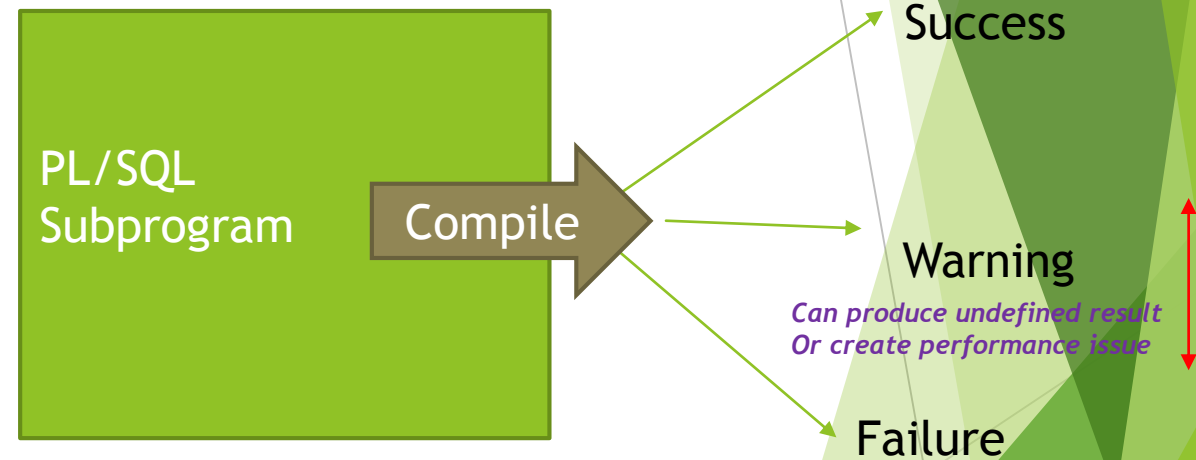 PL/SQL
Subprogram
Compile
Success
Warning
Can produce undefined result
Or create performance issue
Failure